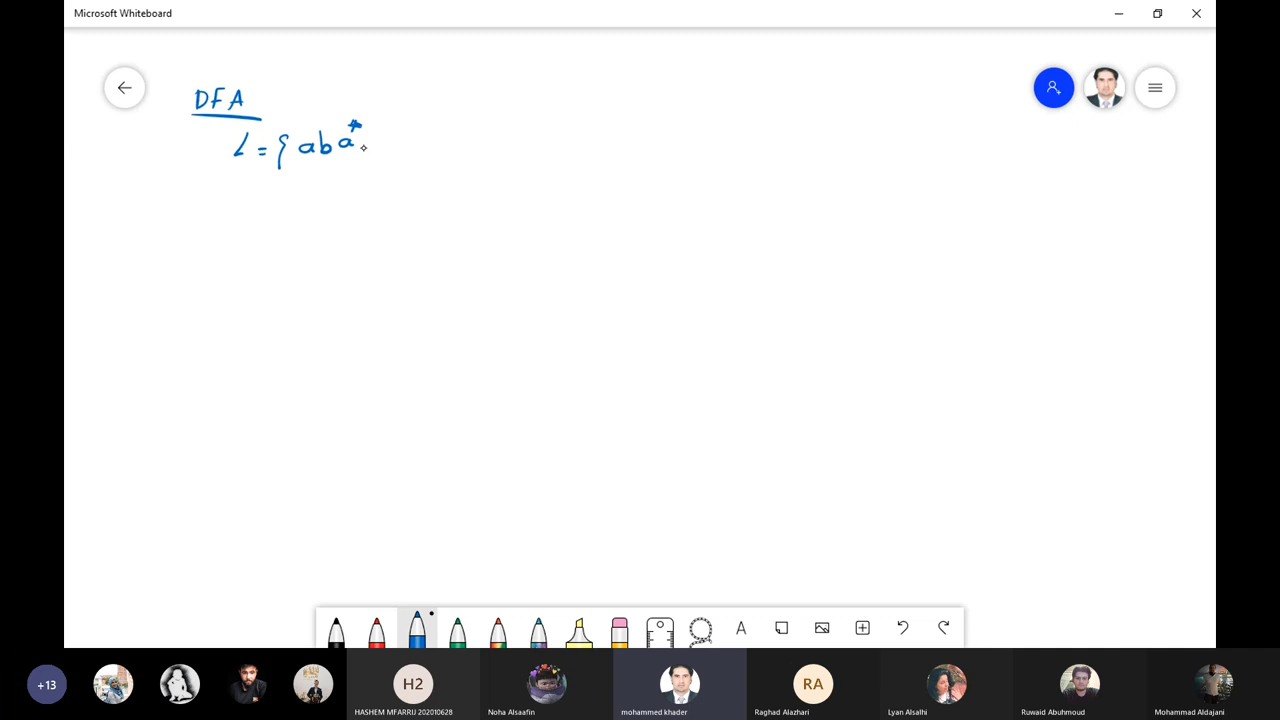 Microsoft Whiteboard
DFA
L = { aba*
A
+13
H2
RA
HASHEM MFARRIJ 202010628
Noha Alsaafin
mohammed khader
Raghad Alazhari
Lyan Alsalhi
Ruwaid Abuhmoud
Mohammad Aldajani